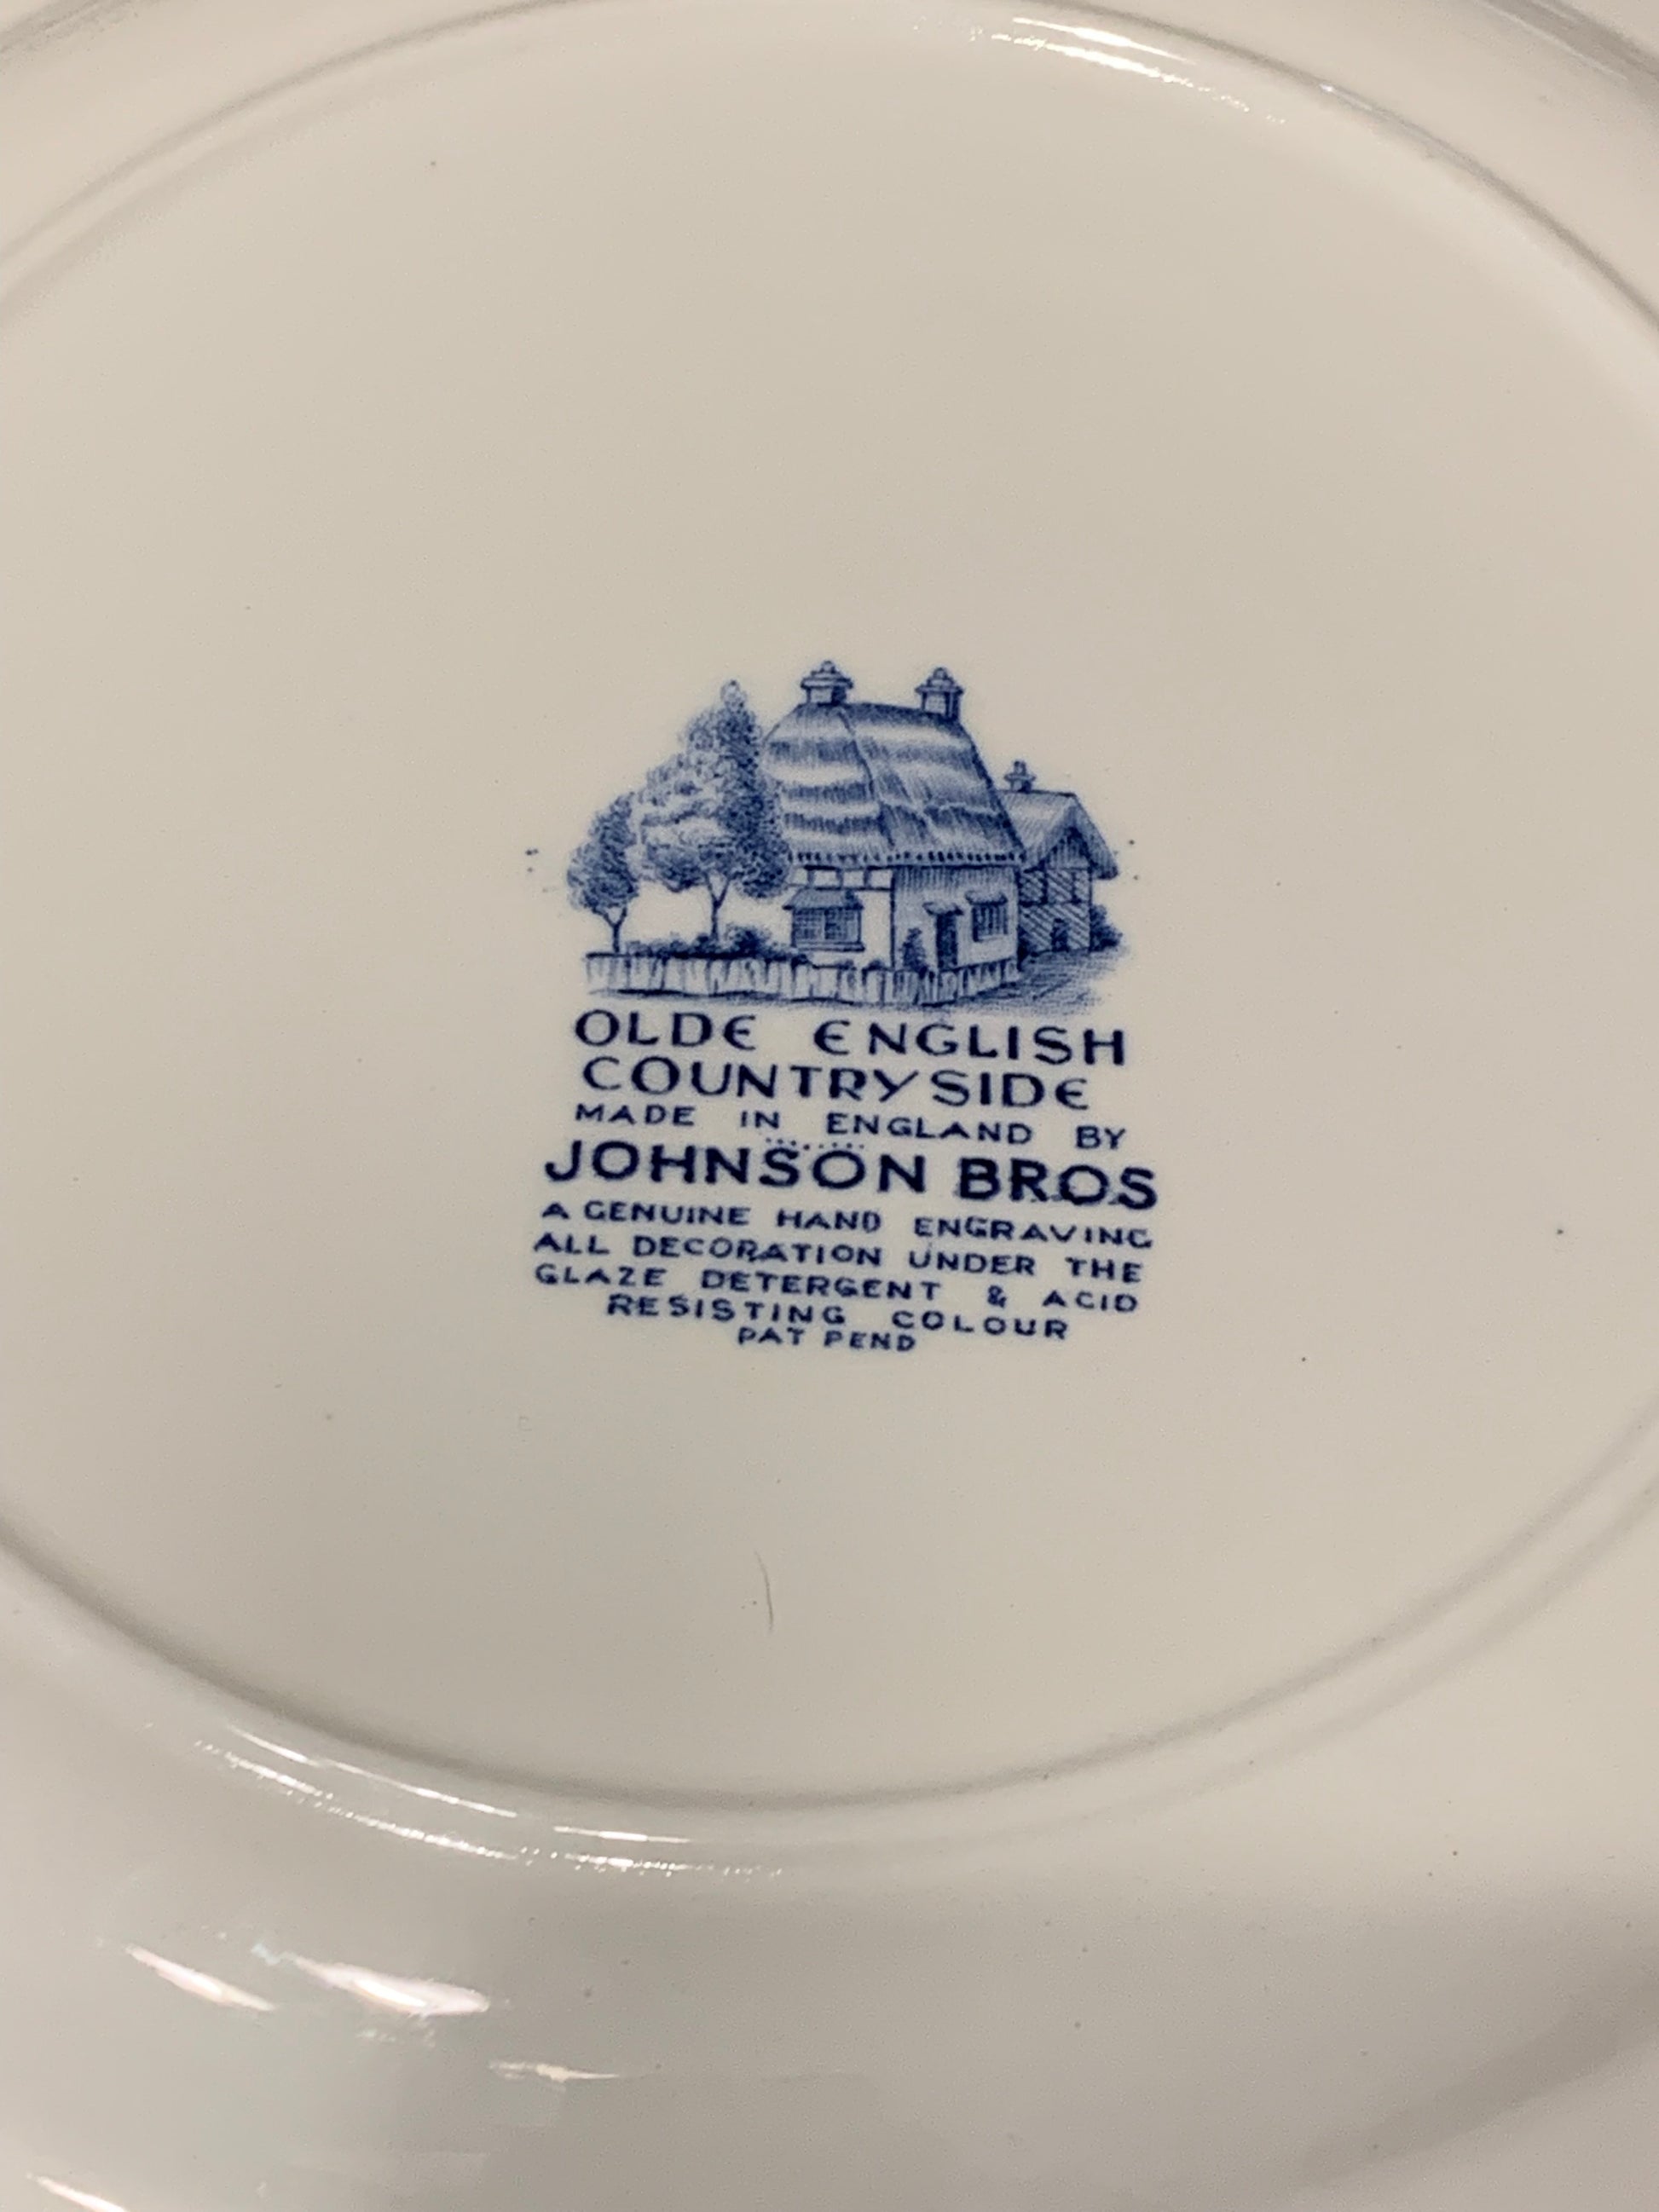 OLDE ENGLISH
COUNTRYSIDE
MADE IN ENGLAND BY
JOHNSON BROS
A GENUINE HAND ENGRAVING
ALL DECORATION UNDER THE
GLAZE DETERGENT & ACID
RESISTING COLOUR
PAT PEND